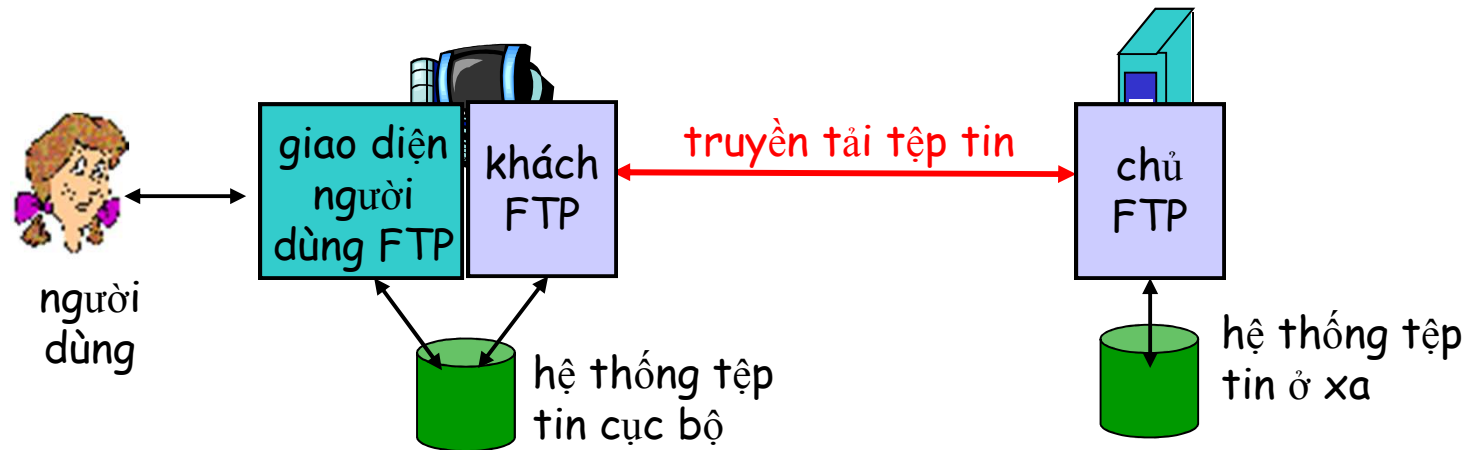 người
dùng
giao diện
người
dùng FTP
khách
FTP
truyền tải tệp tin
chủ
FTP
hệ thống tệp
tin cục bộ
hệ thống tệp
tin ở xa